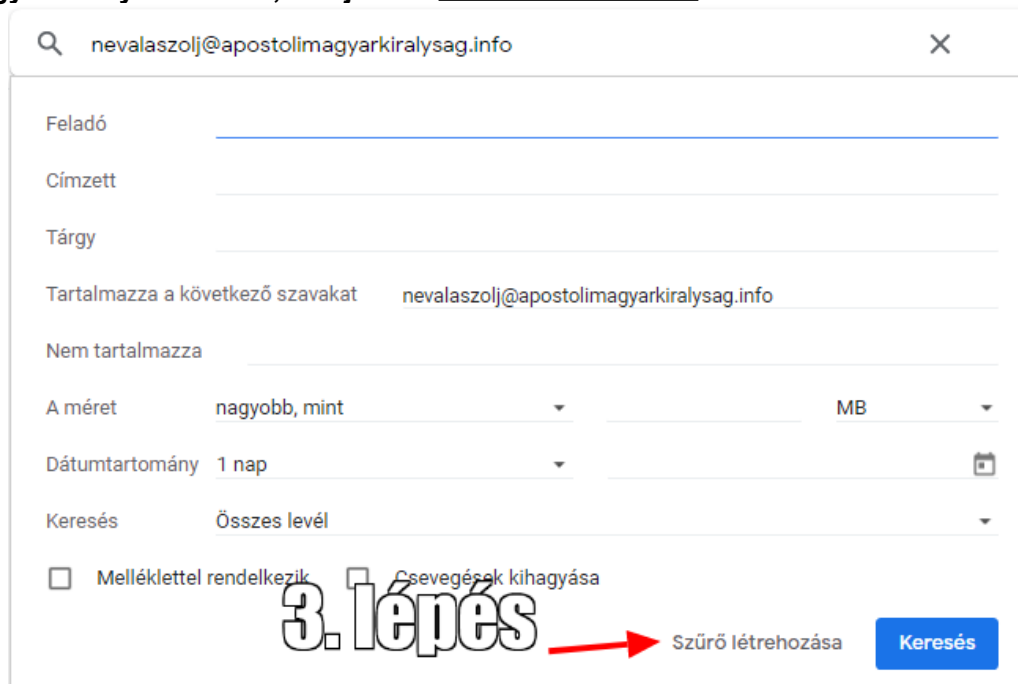 nevalaszolj@apostolimagyarkiralysag.info
Feladó
Címzett
Tárgy
Tartalmazza a következő szavakat nevalaszolj@apostolimagyarkiralysag.info
Nem tartalmazza
A méret nagyobb, mint MB
Dátumtartomány 1 nap
Keresés Összes levél
Melléklettel rendelkezik Csevegések kihagyása
3. lépés
Szűrő létrehozása Keresés